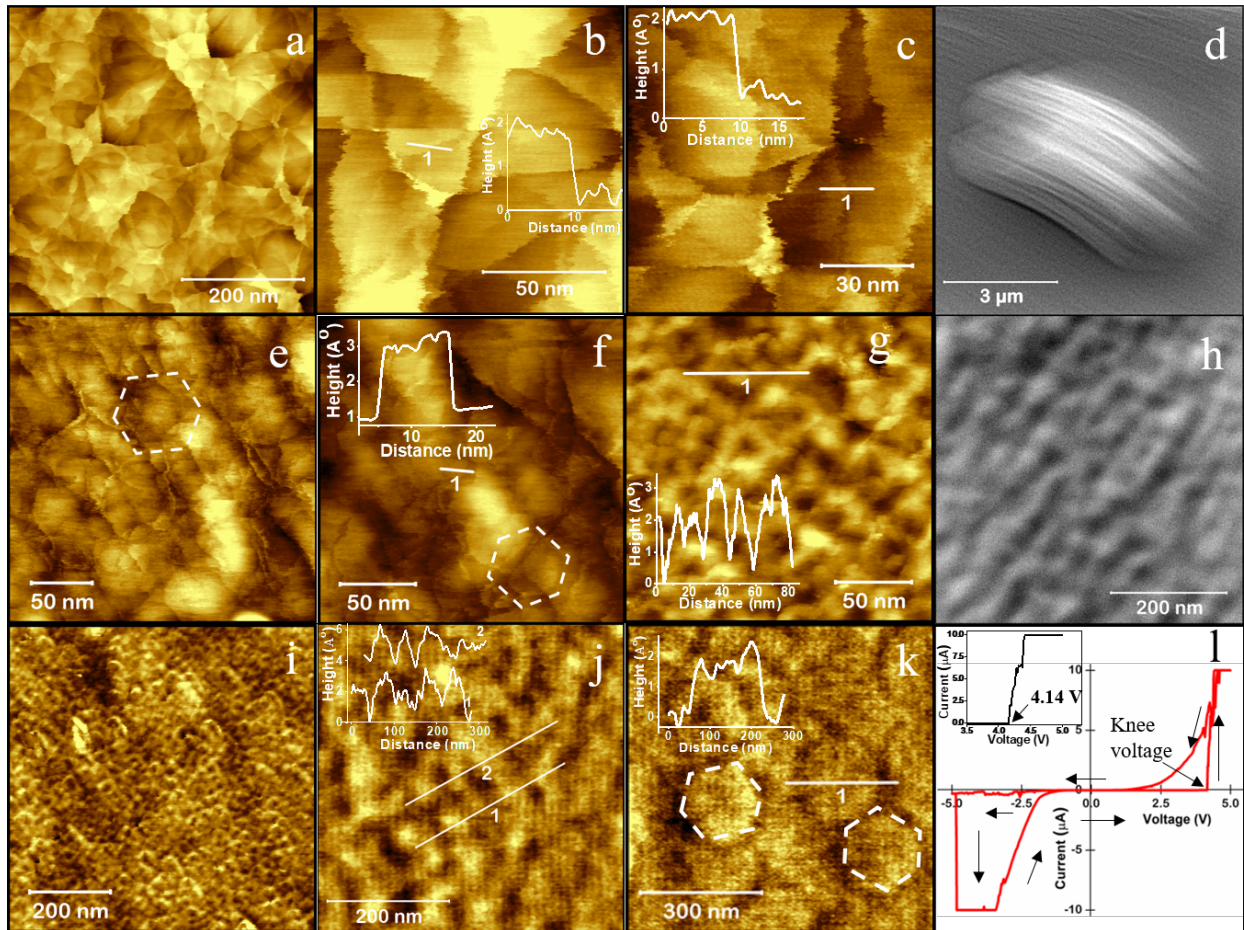 a
200 nm
b
Height (A°)
2
1
0
0
10
Distance (nm)
1
50 nm
c
Height (A°)
2
1
0
0
5
10
15
Distance (nm)
1
30 nm
d
3 µm
e
50 nm
f
Height (A°)
3
2
1
10
20
Distance (nm)
1
50 nm
g
1
Height (A°)
3
2
1
0
0
20
40
60
80
Distance (nm)
50 nm
h
200 nm
i
200 nm
j
Height (A°)
6
4
2
0
0
100
200
300
Distance (nm)
2
2
1
200 nm
k
Height (A°)
2
1
0
0
100
200
300
Distance (nm)
1
300 nm
l
Current (µA)
10.0
7.5
5.0
2.5
0.0
3.5
4.0
4.5
5.0
Voltage (V)
4.14 V
Knee
voltage
10
5
0
-5
-10
-5.0
-2.5
0.0
2.5
5.0
Voltage (V)
Current (µA)